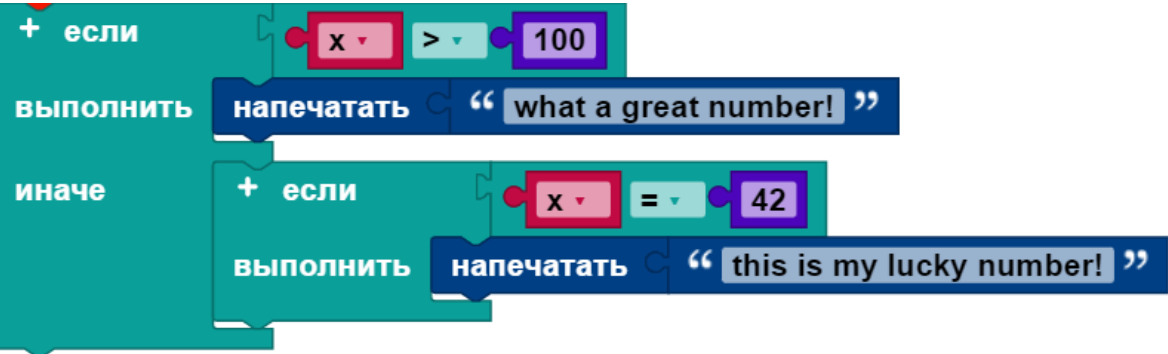 + если x > 100
выполнить напечатать “ what a great number! ”
иначе + если x = 42
выполнить напечатать “ this is my lucky number! ”